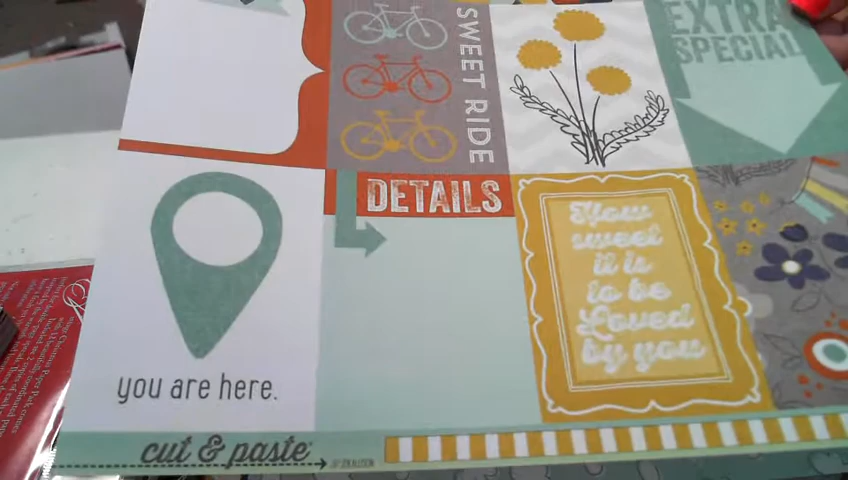 SWEET RIDE
EXTRA
SPECIAL
DETAILS
How
sweet
it is
to be
Loved
by you
you are here.
cut & paste